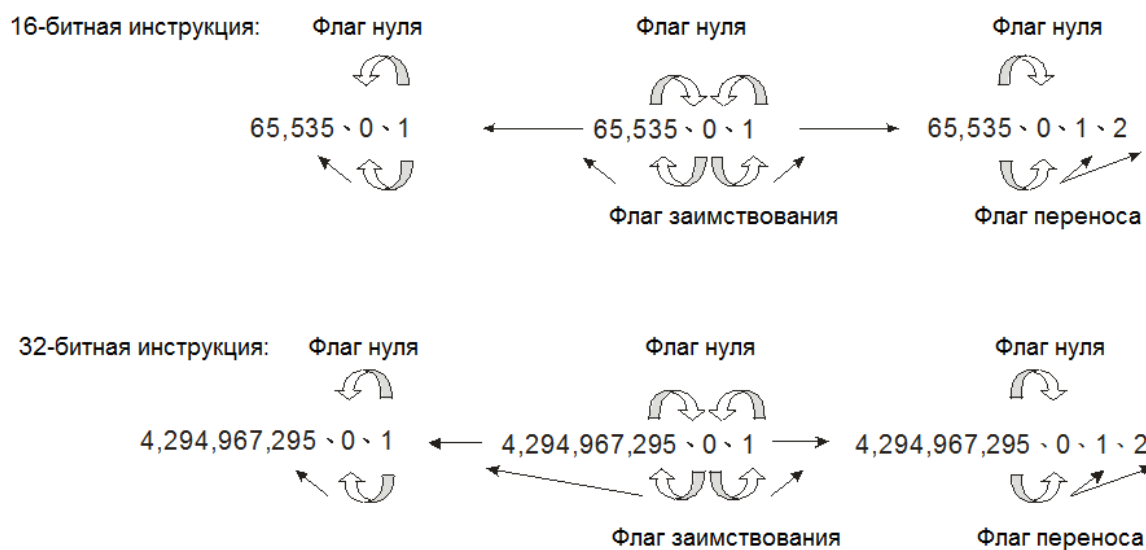 16-битная инструкция: Флаг нуля Флаг нуля Флаг нуля
65,535、0、1 65,535、0、1 65,535、0、1、2
Флаг заимствования Флаг переноса
32-битная инструкция: Флаг нуля Флаг нуля Флаг нуля
4,294,967,295、0、1 4,294,967,295、0、1 4,294,967,295、0、1、2
Флаг заимствования Флаг переноса